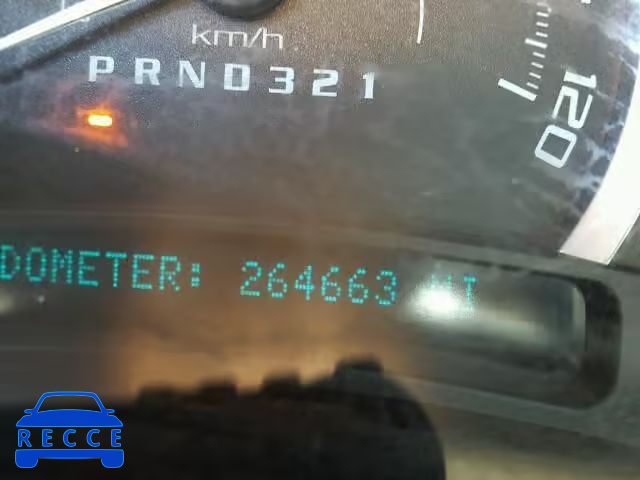 km/h
PRND321
120
DOMETER: 264663 MI
RECCE